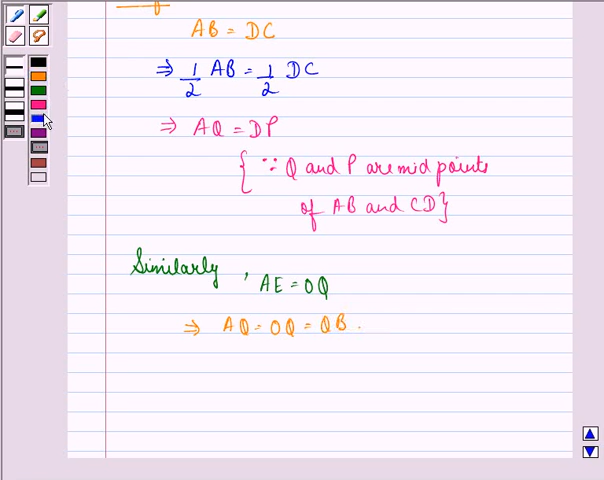 AB = DC
⇒ 1/2 AB = 1/2 DC
⇒ AQ = DP
{ ∵ Q and P are mid points
of AB and CD }
Similarly , AE = OQ
⇒ AQ = OQ = QB .